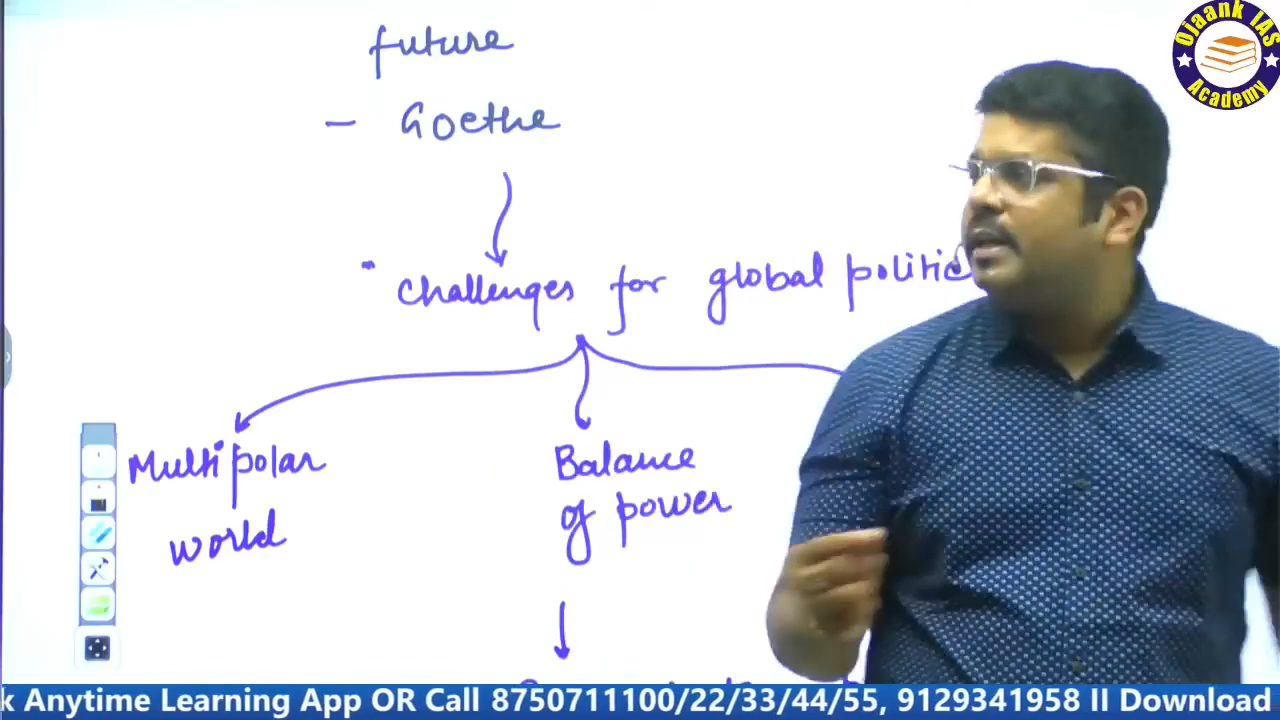 Ojaank IAS
Academy
future
- Goethe
challenges for global politic
Multipolar
world
Balance
of power
k Anytime Learning App OR Call 8750711100/22/33/44/55, 9129341958 II Download